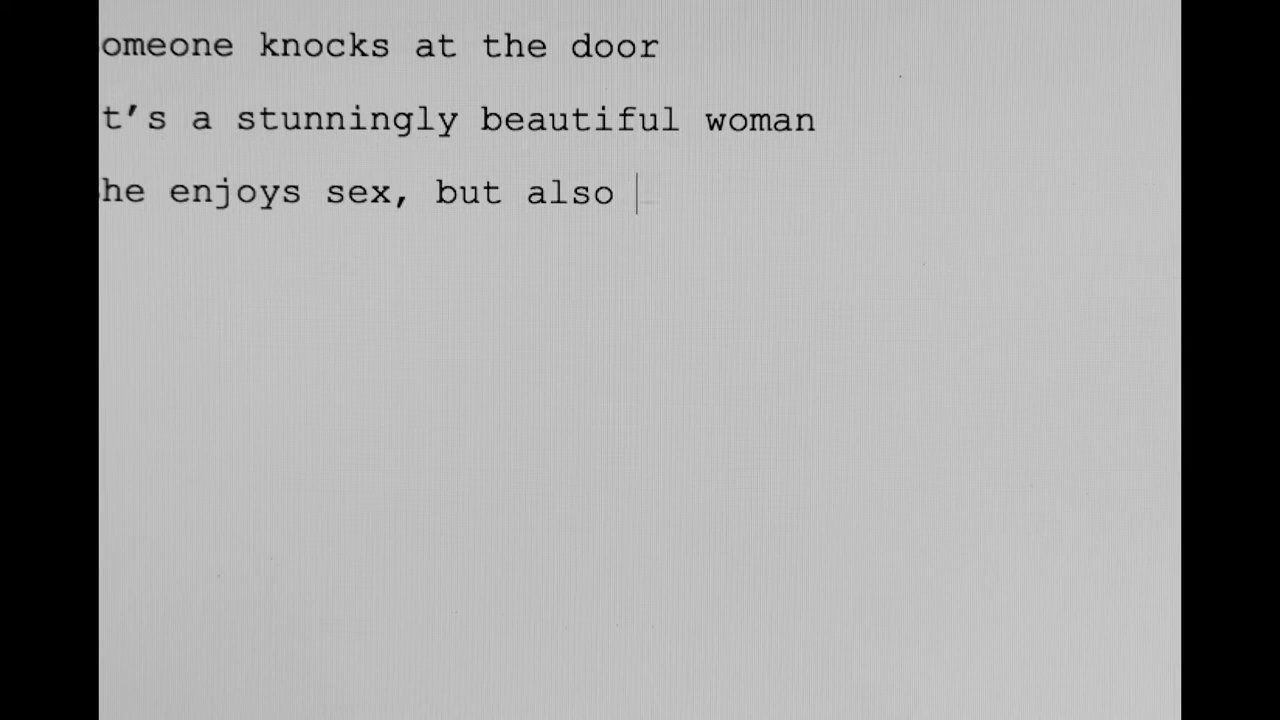 omeone knocks at the door
t’s a stunningly beautiful woman
he enjoys sex, but also